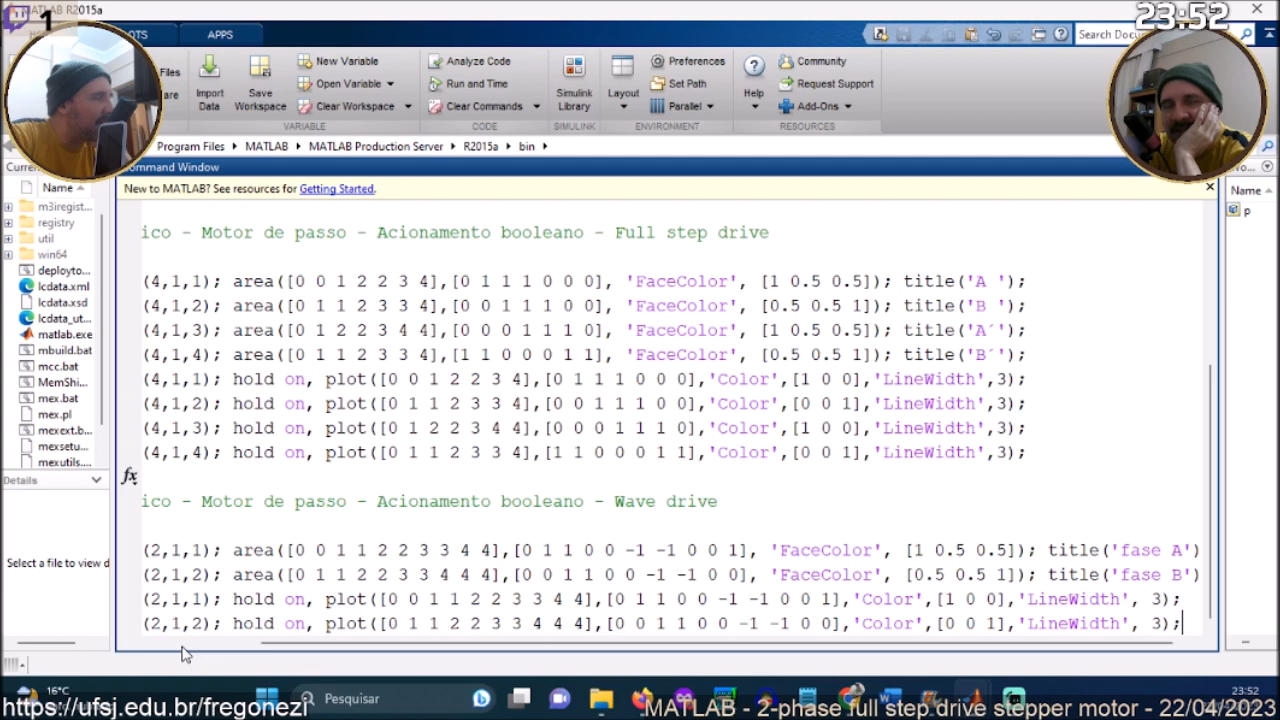 1
MATLAB R2015a
23:52
OTS
APPS
Search Docu
Files
are
Import Data
Save Workspace
New Variable
Open Variable
Clear Workspace
VARIABLE
Analyze Code
Run and Time
Clear Commands
CODE
Simulink Library
SIMULINK
Layout
Preferences
Set Path
Parallel
ENVIRONMENT
Help
Community
Request Support
Add-Ons
RESOURCES
Program Files MATLAB MATLAB Production Server R2015a bin
Curre
ommand Window
New to MATLAB? See resources for Getting Started.
Name
m3iregist...
registry
util
win64
deployto...
lcdata.xml
lcdata.xsd
lcdata_ut...
matlab.exe
mbuild.bat
mcc.bat
MemShi...
mex.bat
mex.pl
mexext.b...
mexsetu...
mexutils....
Details
Select a file to view d
ico - Motor de passo - Acionamento booleano - Full step drive
(4,1,1); area([0 0 1 2 2 3 4],[0 1 1 1 0 0 0], 'FaceColor', [1 0.5 0.5]); title('A ');
(4,1,2); area([0 1 1 2 3 3 4],[0 0 1 1 1 0 0], 'FaceColor', [0.5 0.5 1]); title('B ');
(4,1,3); area([0 1 2 2 3 4 4],[0 0 0 1 1 1 0], 'FaceColor', [1 0.5 0.5]); title('A´');
(4,1,4); area([0 1 1 2 3 3 4],[1 1 0 0 0 1 1], 'FaceColor', [0.5 0.5 1]); title('B´');
(4,1,1); hold on, plot([0 0 1 2 2 3 4],[0 1 1 1 0 0 0],'Color',[1 0 0],'LineWidth',3);
(4,1,2); hold on, plot([0 1 1 2 3 3 4],[0 0 1 1 1 0 0],'Color',[0 0 1],'LineWidth',3);
(4,1,3); hold on, plot([0 1 2 2 3 4 4],[0 0 0 1 1 1 0],'Color',[1 0 0],'LineWidth',3);
(4,1,4); hold on, plot([0 1 1 2 3 3 4],[1 1 0 0 0 1 1],'Color',[0 0 1],'LineWidth',3);
fx
ico - Motor de passo - Acionamento booleano - Wave drive
(2,1,1); area([0 0 1 1 2 2 3 3 4 4],[0 1 1 0 0 -1 -1 0 0 1], 'FaceColor', [1 0.5 0.5]); title('fase A')
(2,1,2); area([0 1 1 2 2 3 3 4 4 4],[0 0 1 1 0 0 -1 -1 0 0], 'FaceColor', [0.5 0.5 1]); title('fase B')
(2,1,1); hold on, plot([0 0 1 1 2 2 3 3 4 4],[0 1 1 0 0 -1 -1 0 0 1],'Color',[1 0 0],'LineWidth', 3);
(2,1,2); hold on, plot([0 1 1 2 2 3 3 4 4 4],[0 0 1 1 0 0 -1 -1 0 0],'Color',[0 0 1],'LineWidth', 3);
Name
p
16°C
Pesquisar
23:52
https://ufsj.edu.br/fregonezi
MATLAB - 2-phase full step drive stepper motor - 22/04/2023